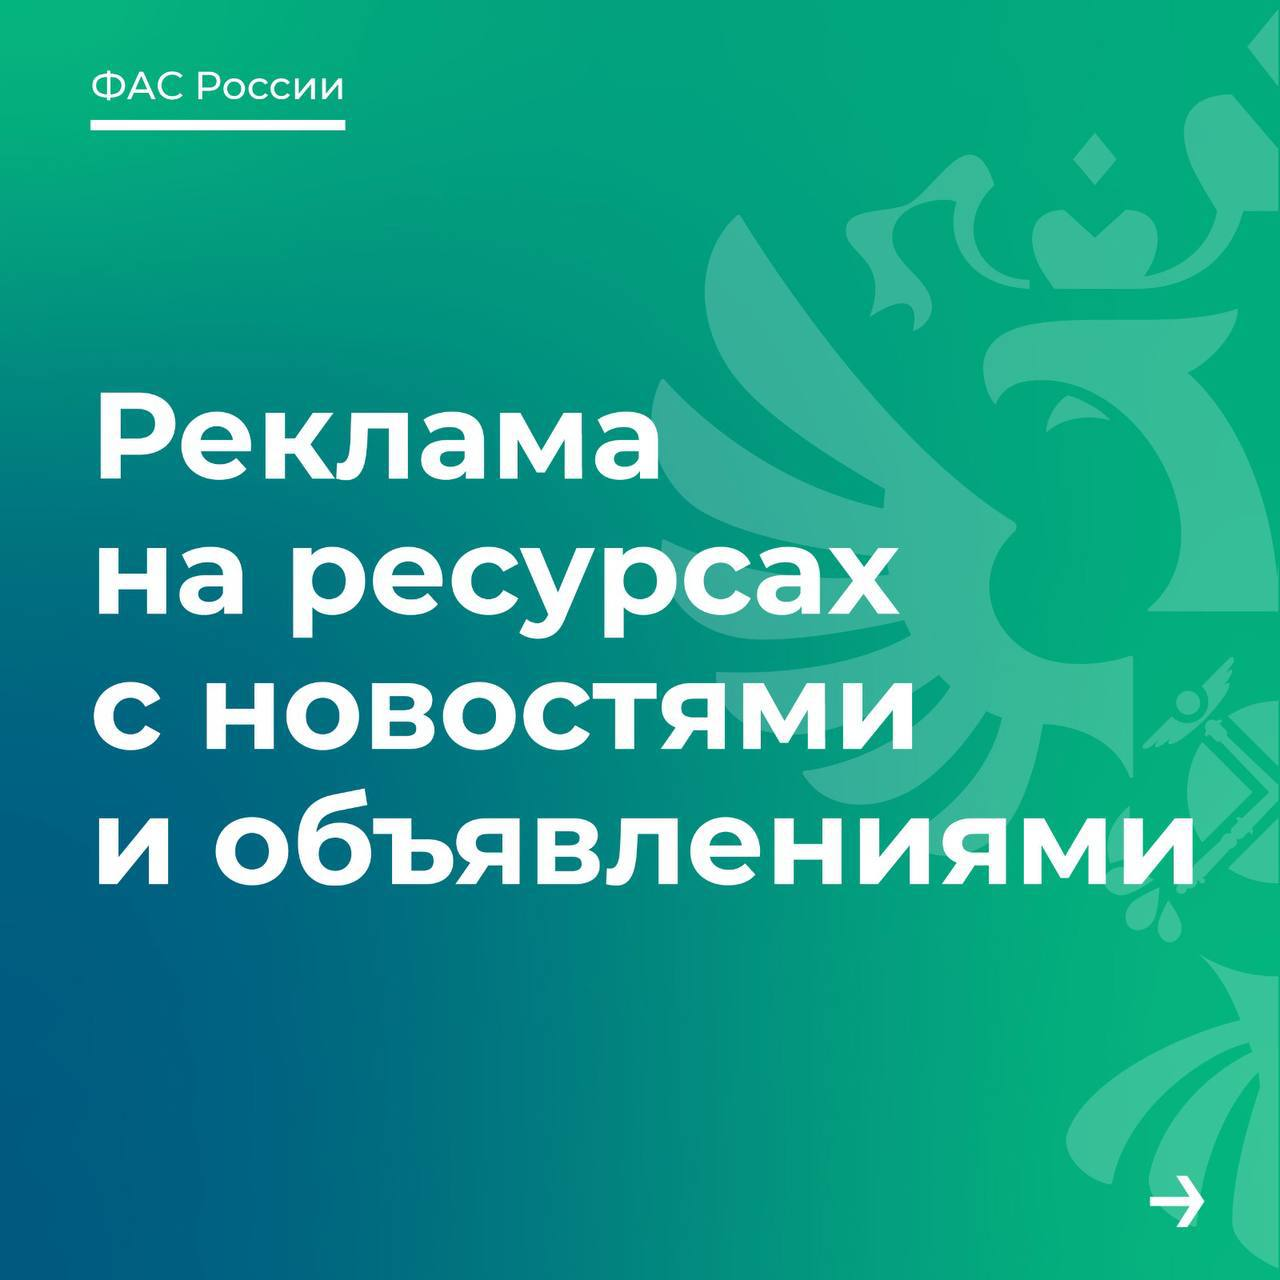 ФАС России
Реклама
на ресурсах
с новостями
и объявлениями